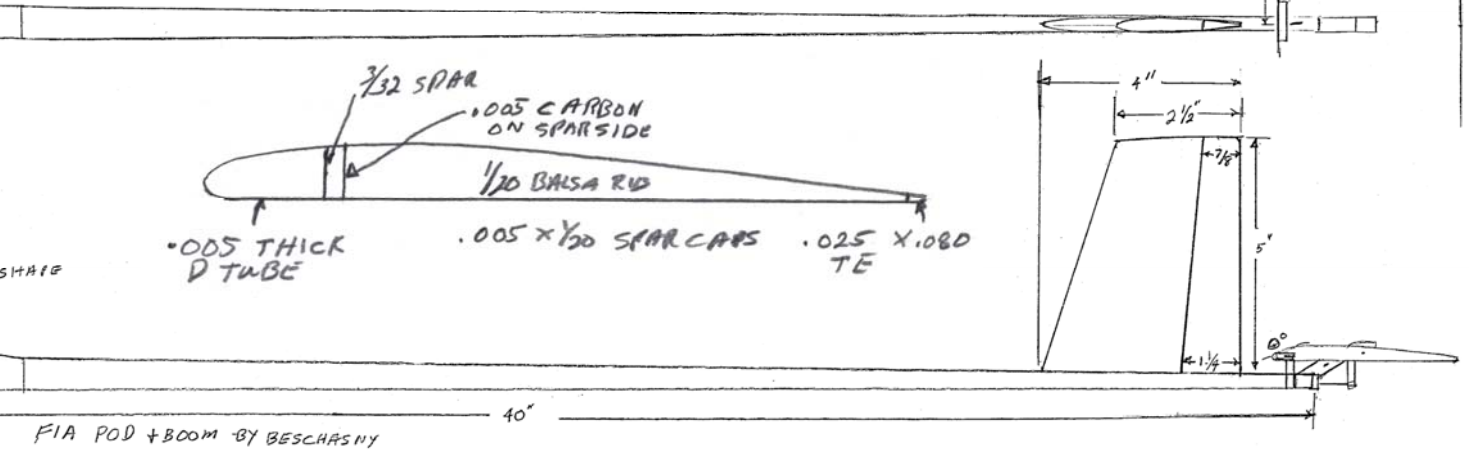 3/32 SPAR
.005 CARBON
ON SPARSIDE
1/20 BALSA RIB
.005 THICK
D TUBE
.005 X 1/20 SPARCAPS
.025 X .080
TE
SHAPE
4"
2 1/2"
7/8
5"
1 1/4
0°
40"
F1A POD + BOOM BY BESCHASNY